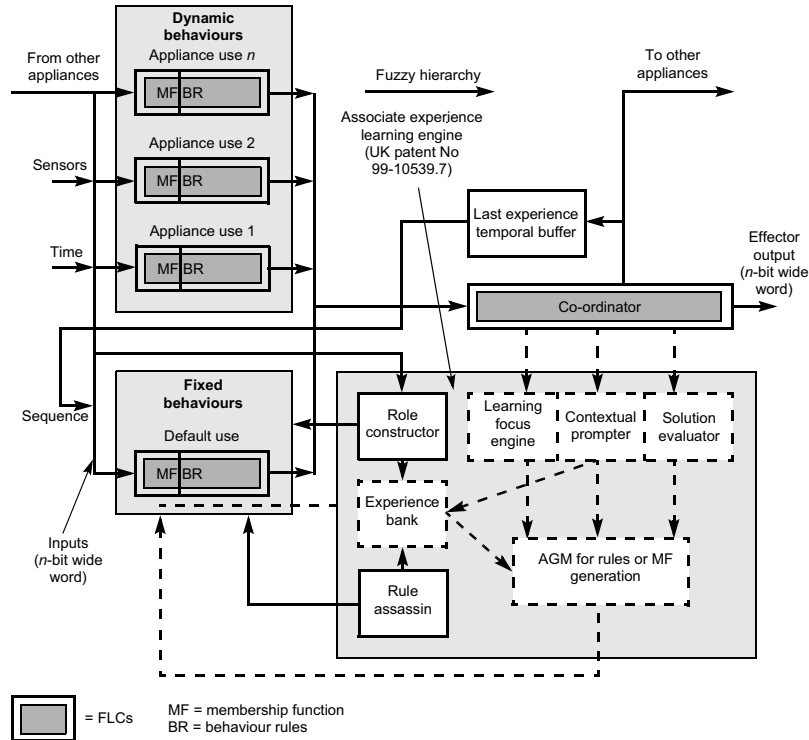 Dynamic
behaviours
Appliance use n
MF BR
Appliance use 2
MF BR
Appliance use 1
MF BR
From other
appliances
Sensors
Time
Sequence
Inputs
(n-bit wide
word)
Fixed
behaviours
Default use
MF BR
Fuzzy hierarchy
Associate experience
learning engine
(UK patent No
99-10539.7)
To other
appliances
Last experience
temporal buffer
Effector
output
(n-bit wide
word)
Co-ordinator
Role
constructor
Learning
focus
engine
Contextual
prompter
Solution
evaluator
Experience
bank
AGM for rules or MF
generation
Rule
assassin
= FLCs
MF = membership function
BR = behaviour rules